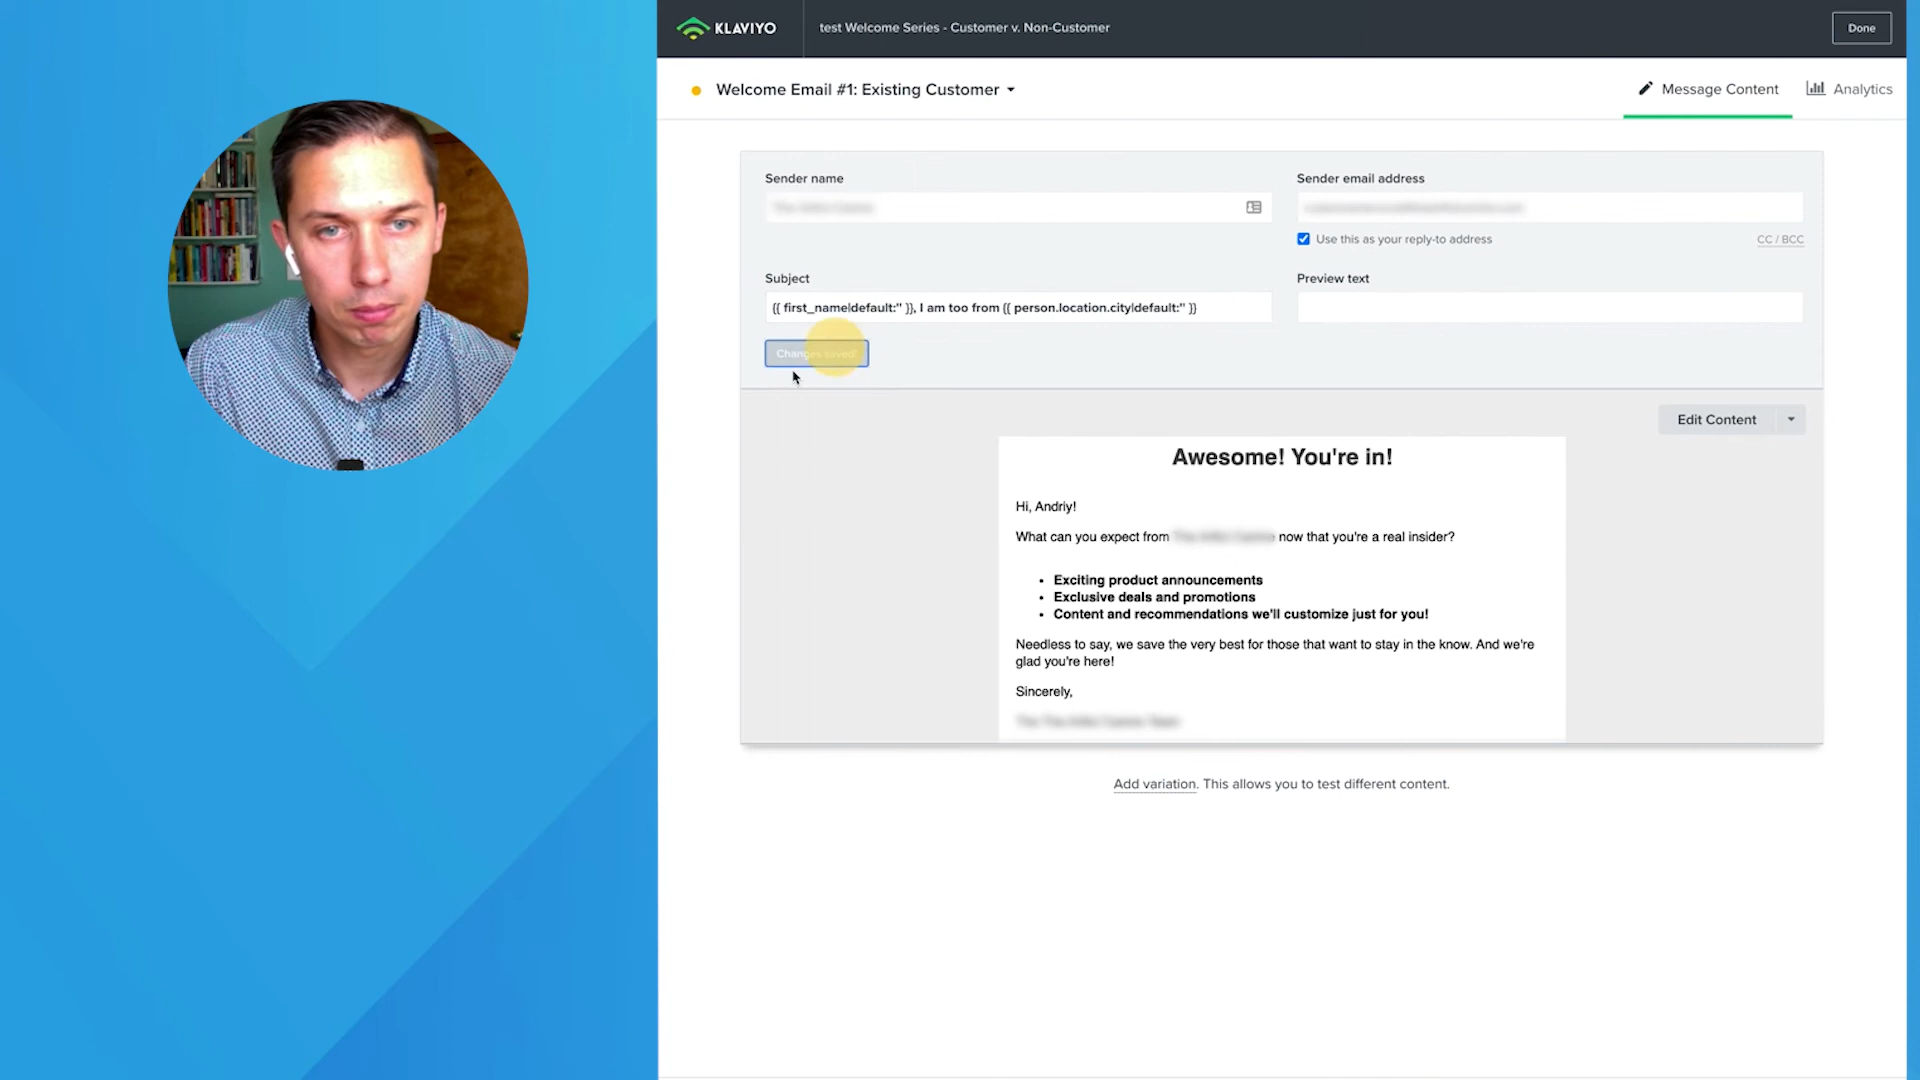 KLAVIYO
test Welcome Series - Customer v. Non-Customer
Done
Welcome Email #1: Existing Customer
Message Content
Analytics
Sender name
Sender email address
Use this as your reply-to address
CC / BCC
Subject
Preview text
{{ first_name|default:'' }}, I am too from {{ person.location.city|default:'' }}
Changes saved!
Edit Content
Awesome! You're in!
Hi, Andriy!
What can you expect from now that you're a real insider?
• Exciting product announcements
• Exclusive deals and promotions
• Content and recommendations we'll customize just for you!
Needless to say, we save the very best for those that want to stay in the know. And we're
glad you're here!
Sincerely,
Add variation. This allows you to test different content.